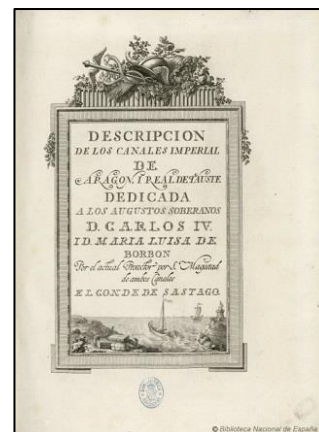 DESCRIPCION
DE LOS CANALES IMPERIAL
DE
ARAGON, I REAL DE TAUSTE
DEDICADA
A LOS AUGUSTOS SOBERANOS
D. CARLOS IV.
I D. MARIA LUISA DE
BORBON
Por el actual Protector por S. Magestad
de ambos Canales
EL CONDE DE SASTAGO.
© Biblioteca Nacional de España